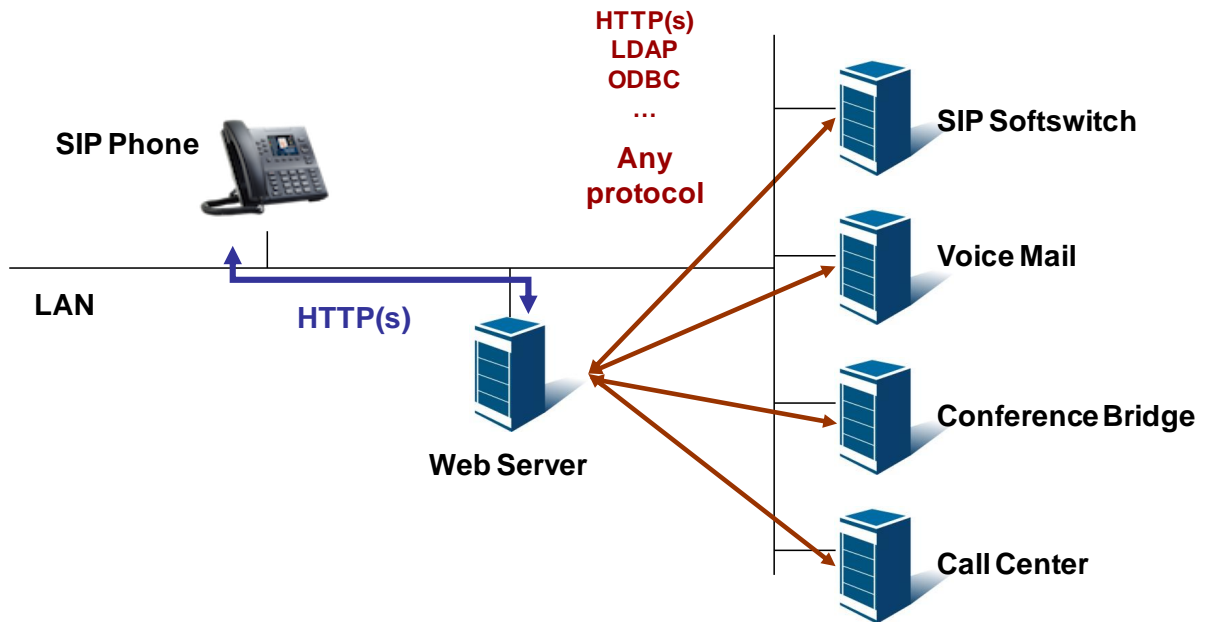 HTTP(s)
LDAP
ODBC
...
Any
protocol
SIP Phone
SIP Softswitch
Voice Mail
LAN
HTTP(s)
Web Server
Conference Bridge
Call Center